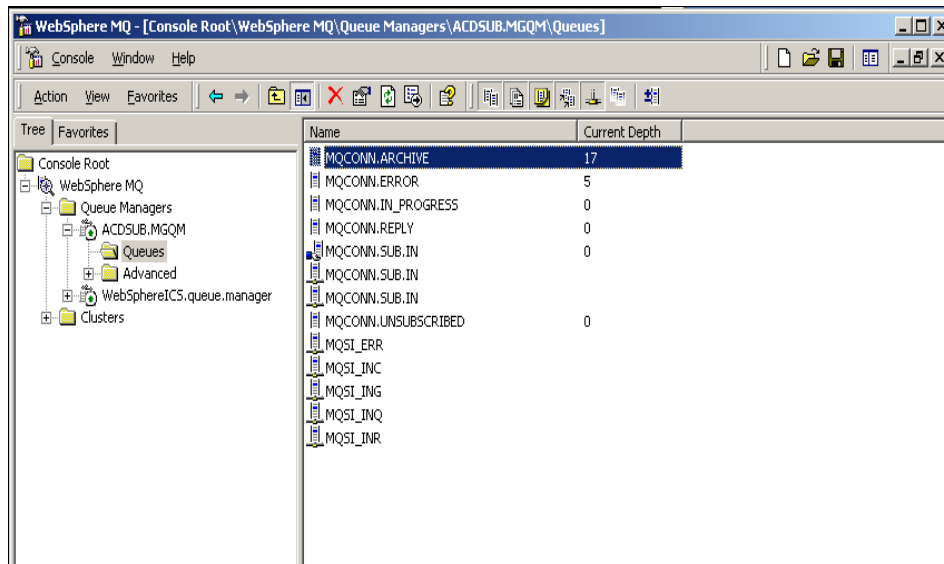 WebSphere MQ - [Console Root\WebSphere MQ\Queue Managers\ACDSUB.MGQM\Queues]
Console Window Help
Action View Favorites
Tree Favorites
Name Current Depth
Console Root
WebSphere MQ
Queue Managers
ACDSUB.MGQM
Queues
Advanced
WebSphereICS.queue.manager
Clusters
MQCONN.ARCHIVE 17
MQCONN.ERROR 5
MQCONN.IN_PROGRESS 0
MQCONN.REPLY 0
MQCONN.SUB.IN 0
MQCONN.SUB.IN
MQCONN.SUB.IN
MQCONN.UNSUBSCRIBED 0
MQSI_ERR
MQSI_INC
MQSI_ING
MQSI_INQ
MQSI_INR